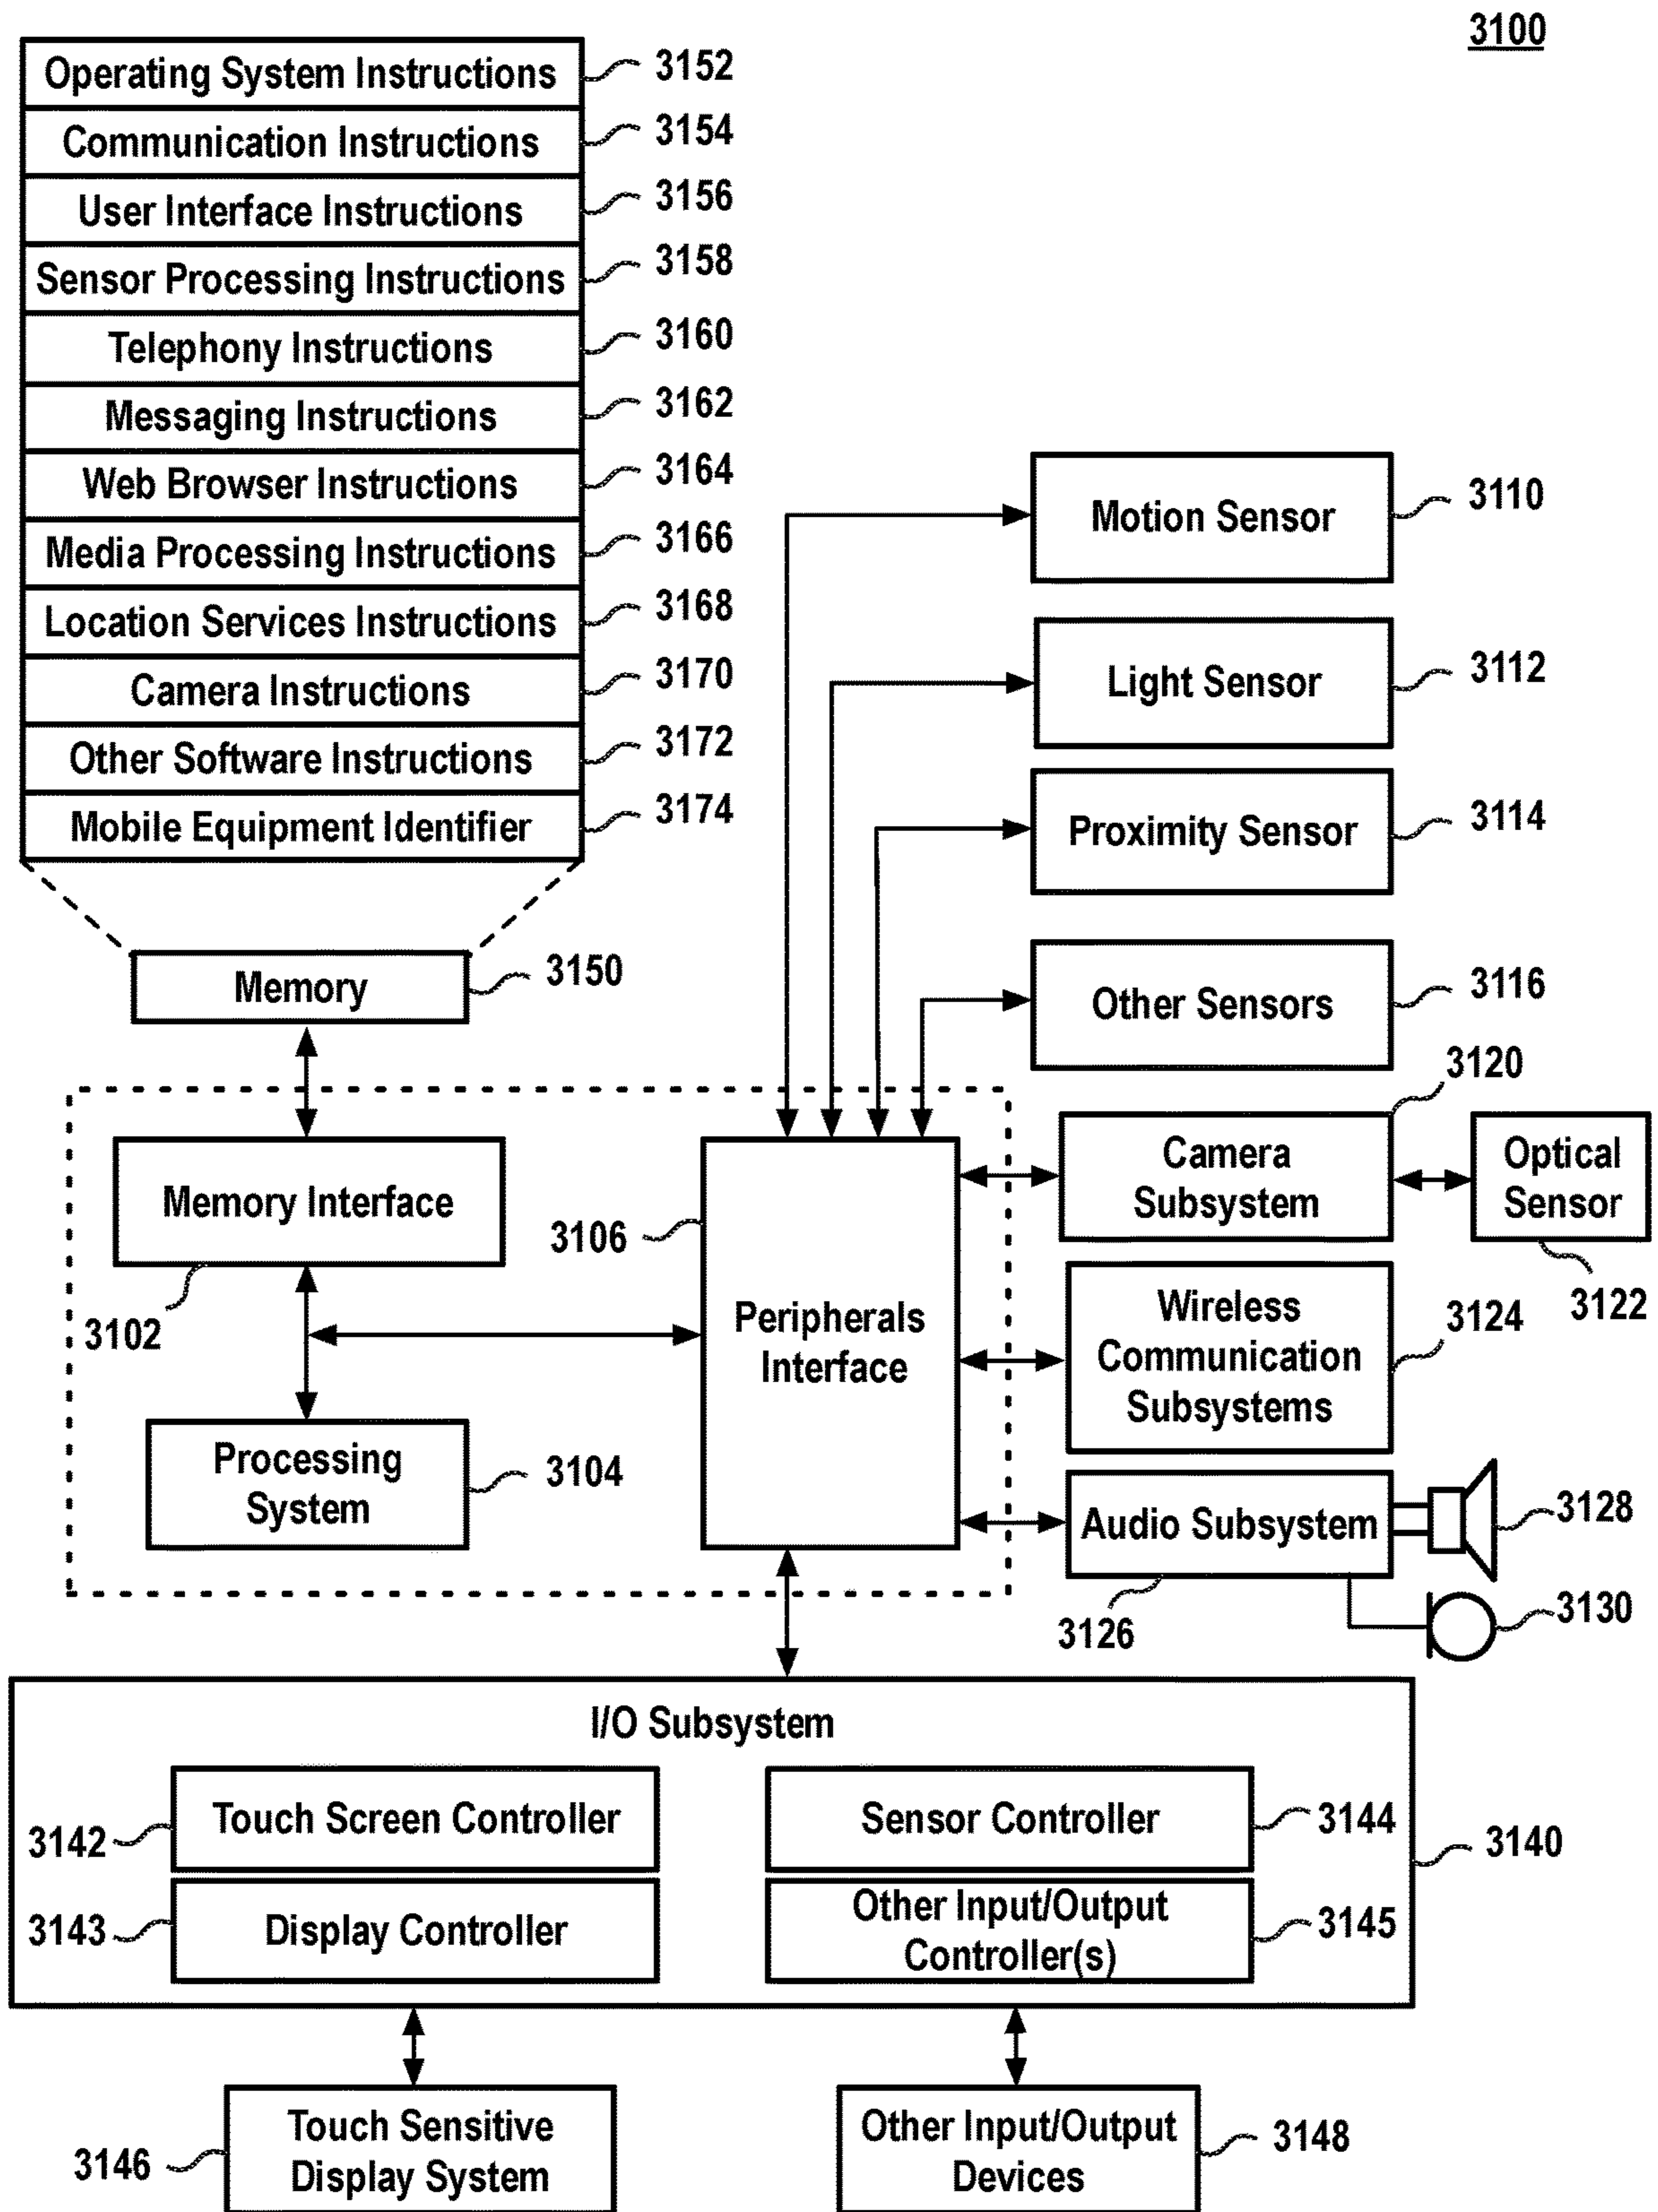 3100
Operating System Instructions
3152
Communication Instructions
3154
User Interface Instructions
3156
Sensor Processing Instructions
3158
Telephony Instructions
3160
Messaging Instructions
3162
Web Browser Instructions
3164
Media Processing Instructions
3166
Location Services Instructions
3168
Camera Instructions
3170
Other Software Instructions
3172
Mobile Equipment Identifier
3174
Memory
3150
Motion Sensor
3110
Light Sensor
3112
Proximity Sensor
3114
Other Sensors
3116
Memory Interface
3102
Processing
System
3104
3106
Peripherals
Interface
3120
Camera
Subsystem
Optical
Sensor
3122
Wireless
Communication
Subsystems
3124
Audio Subsystem
3126
3128
3130
I/O Subsystem
3140
3142
Touch Screen Controller
Sensor Controller
3144
3143
Display Controller
Other Input/Output
Controller(s)
3145
3146
Touch Sensitive
Display System
Other Input/Output
Devices
3148